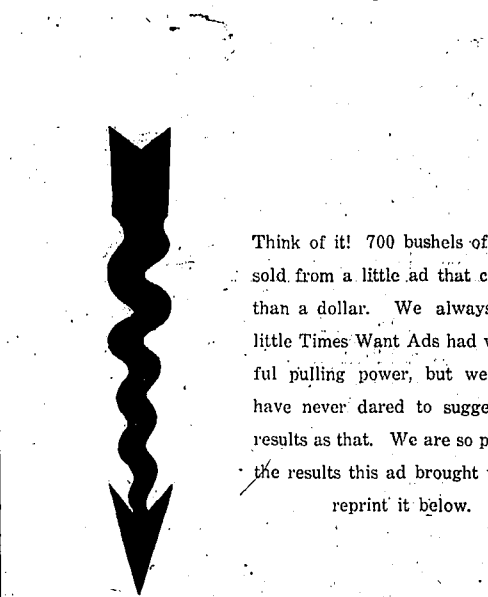 Think of it! 700 bushels of
sold from a little ad that c
than a dollar. We always
little Times Want Ads had w
ful pulling power, but we
have never dared to sugge
results as that. We are so p
the results this ad brought
reprint it below.